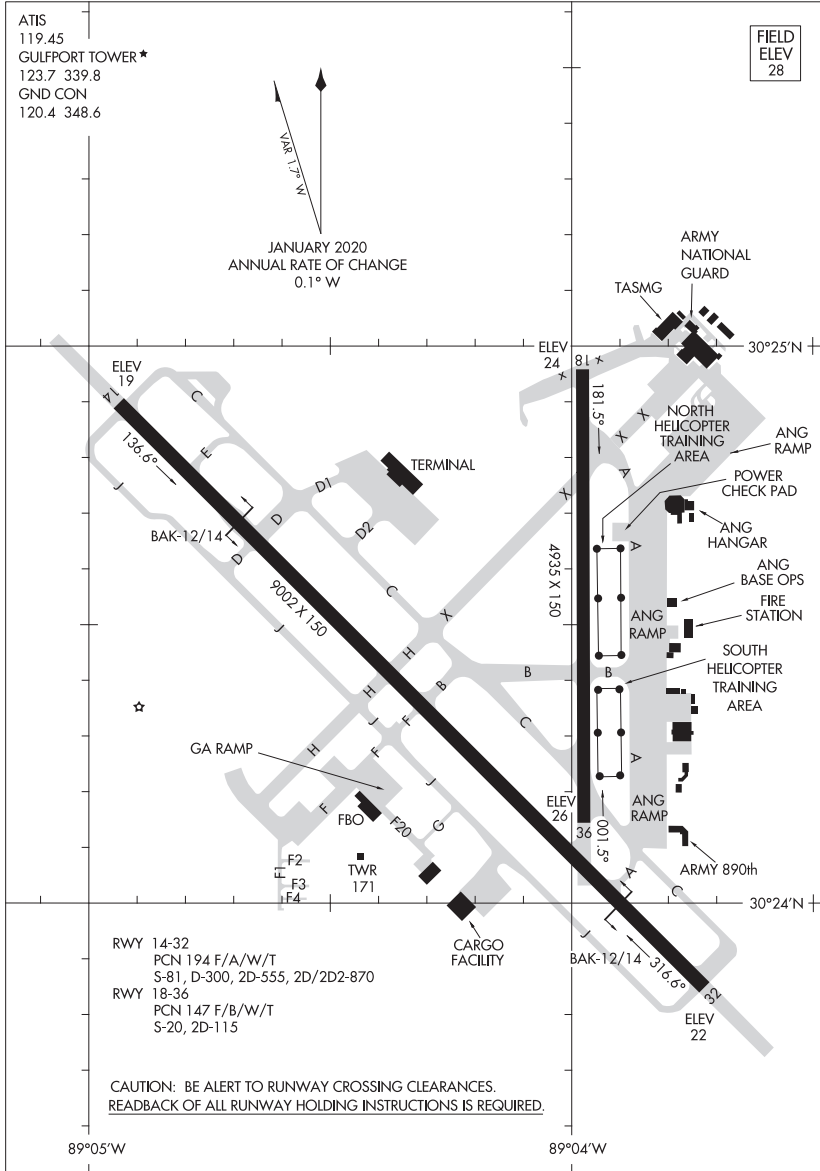 ATIS
119.45
GULFPORT TOWER★
123.7 339.8
GND CON
120.4 348.6
FIELD
ELEV
28
VAR 1.7° W
JANUARY 2020
ANNUAL RATE OF CHANGE
0.1° W
ARMY
NATIONAL
GUARD
TASMG
30°25'N
ELEV
24
18
x
x
181.5°
ELEV
19
14
136.6°
C
E
J
NORTH
HELICOPTER
TRAINING
AREA
X
X
A
X
ANG
RAMP
POWER
CHECK PAD
TERMINAL
D1
D
D2
BAK-12/14
D
ANG
HANGAR
A
4935 X 150
ANG
BASE OPS
FIRE
STATION
9002 X 150
C
X
J
ANG
RAMP
H
H
B
B
B
SOUTH
HELICOPTER
TRAINING
AREA
J
F
C
H
F
GA RAMP
J
A
F
FBO
F20
G
ELEV
26
36
001.5°
ANG
RAMP
TWR
171
F1
F2
F3
F4
ARMY 890th
A
C
30°24'N
CARGO
FACILITY
J
BAK-12/14
316.6°
32
ELEV
22
RWY 14-32
PCN 194 F/A/W/T
S-81, D-300, 2D-555, 2D/2D2-870
RWY 18-36
PCN 147 F/B/W/T
S-20, 2D-115
CAUTION: BE ALERT TO RUNWAY CROSSING CLEARANCES.
READBACK OF ALL RUNWAY HOLDING INSTRUCTIONS IS REQUIRED.
89°05'W
89°04'W